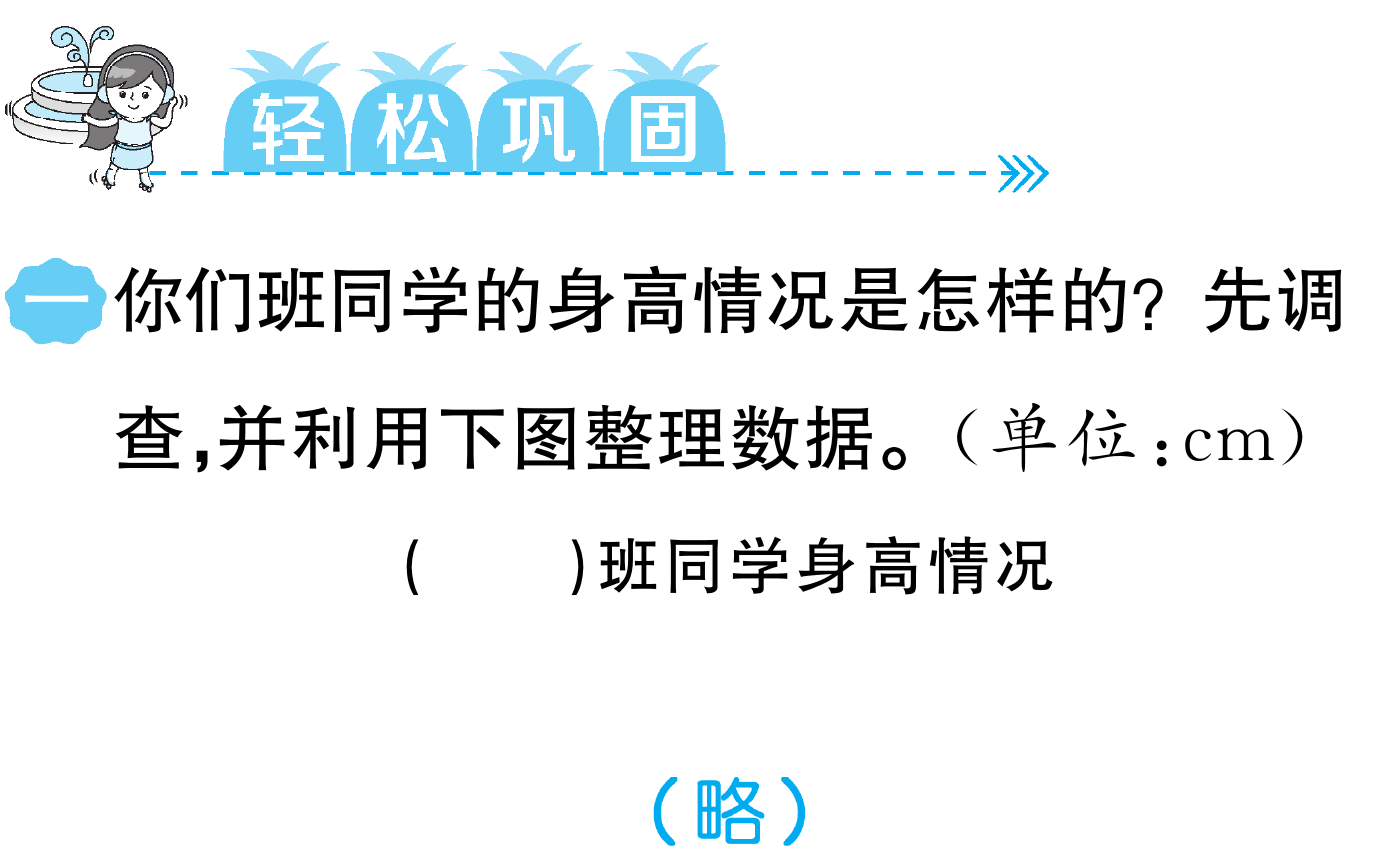 轻松巩固
一 你们班同学的身高情况是怎样的？先调
查，并利用下图整理数据。（单位：cm）
(　　)班同学身高情况
（略）